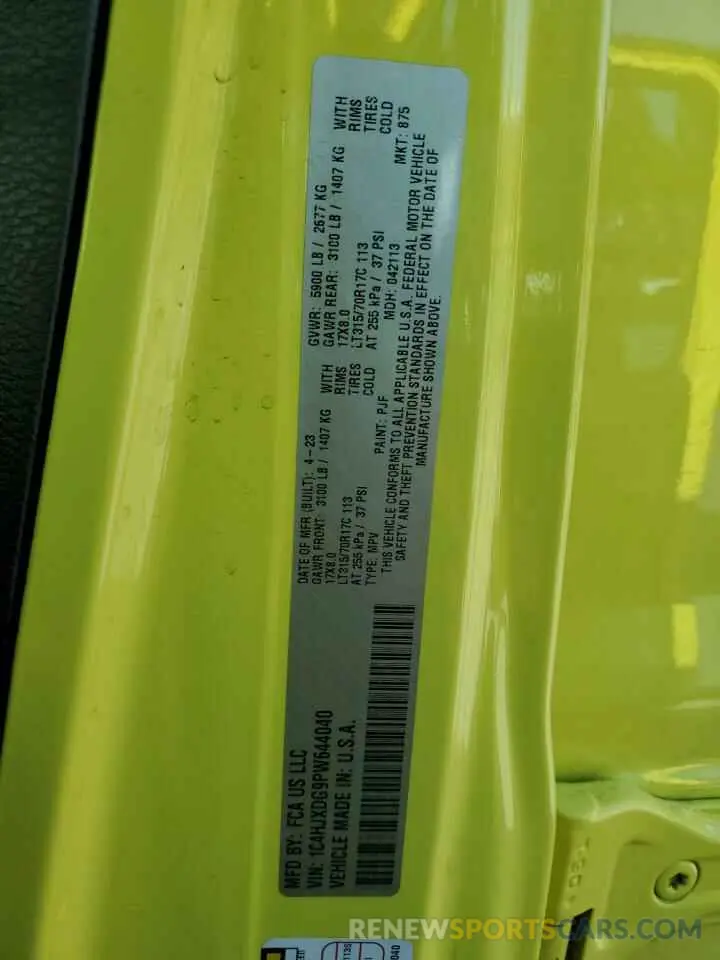 MFD BY: FCA US LLC
VIN: 1C4HJXDG9PW644040
VEHICLE MADE IN: U.S.A.
DATE OF MFR (BUILT): 4-23
GAWR FRONT: 3100 LB / 1407 KG WITH
17X8.0 RIMS
LT315/70R17C 113 TIRES
AT 255 kPa / 37 PSI COLD
TYPE: MPV PAINT: PJF
GVWR: 5900 LB / 2677 KG
GAWR REAR: 3100 LB / 1407 KG WITH
17X8.0 RIMS
LT315/70R17C 113 TIRES
AT 255 kPa / 37 PSI COLD
MDH: 042113 MKT: 875
THIS VEHICLE CONFORMS TO ALL APPLICABLE U.S.A. FEDERAL MOTOR VEHICLE
SAFETY AND THEFT PREVENTION STANDARDS IN EFFECT ON THE DATE OF
MANUFACTURE SHOWN ABOVE.
RENEWSPORTSCARS.COM